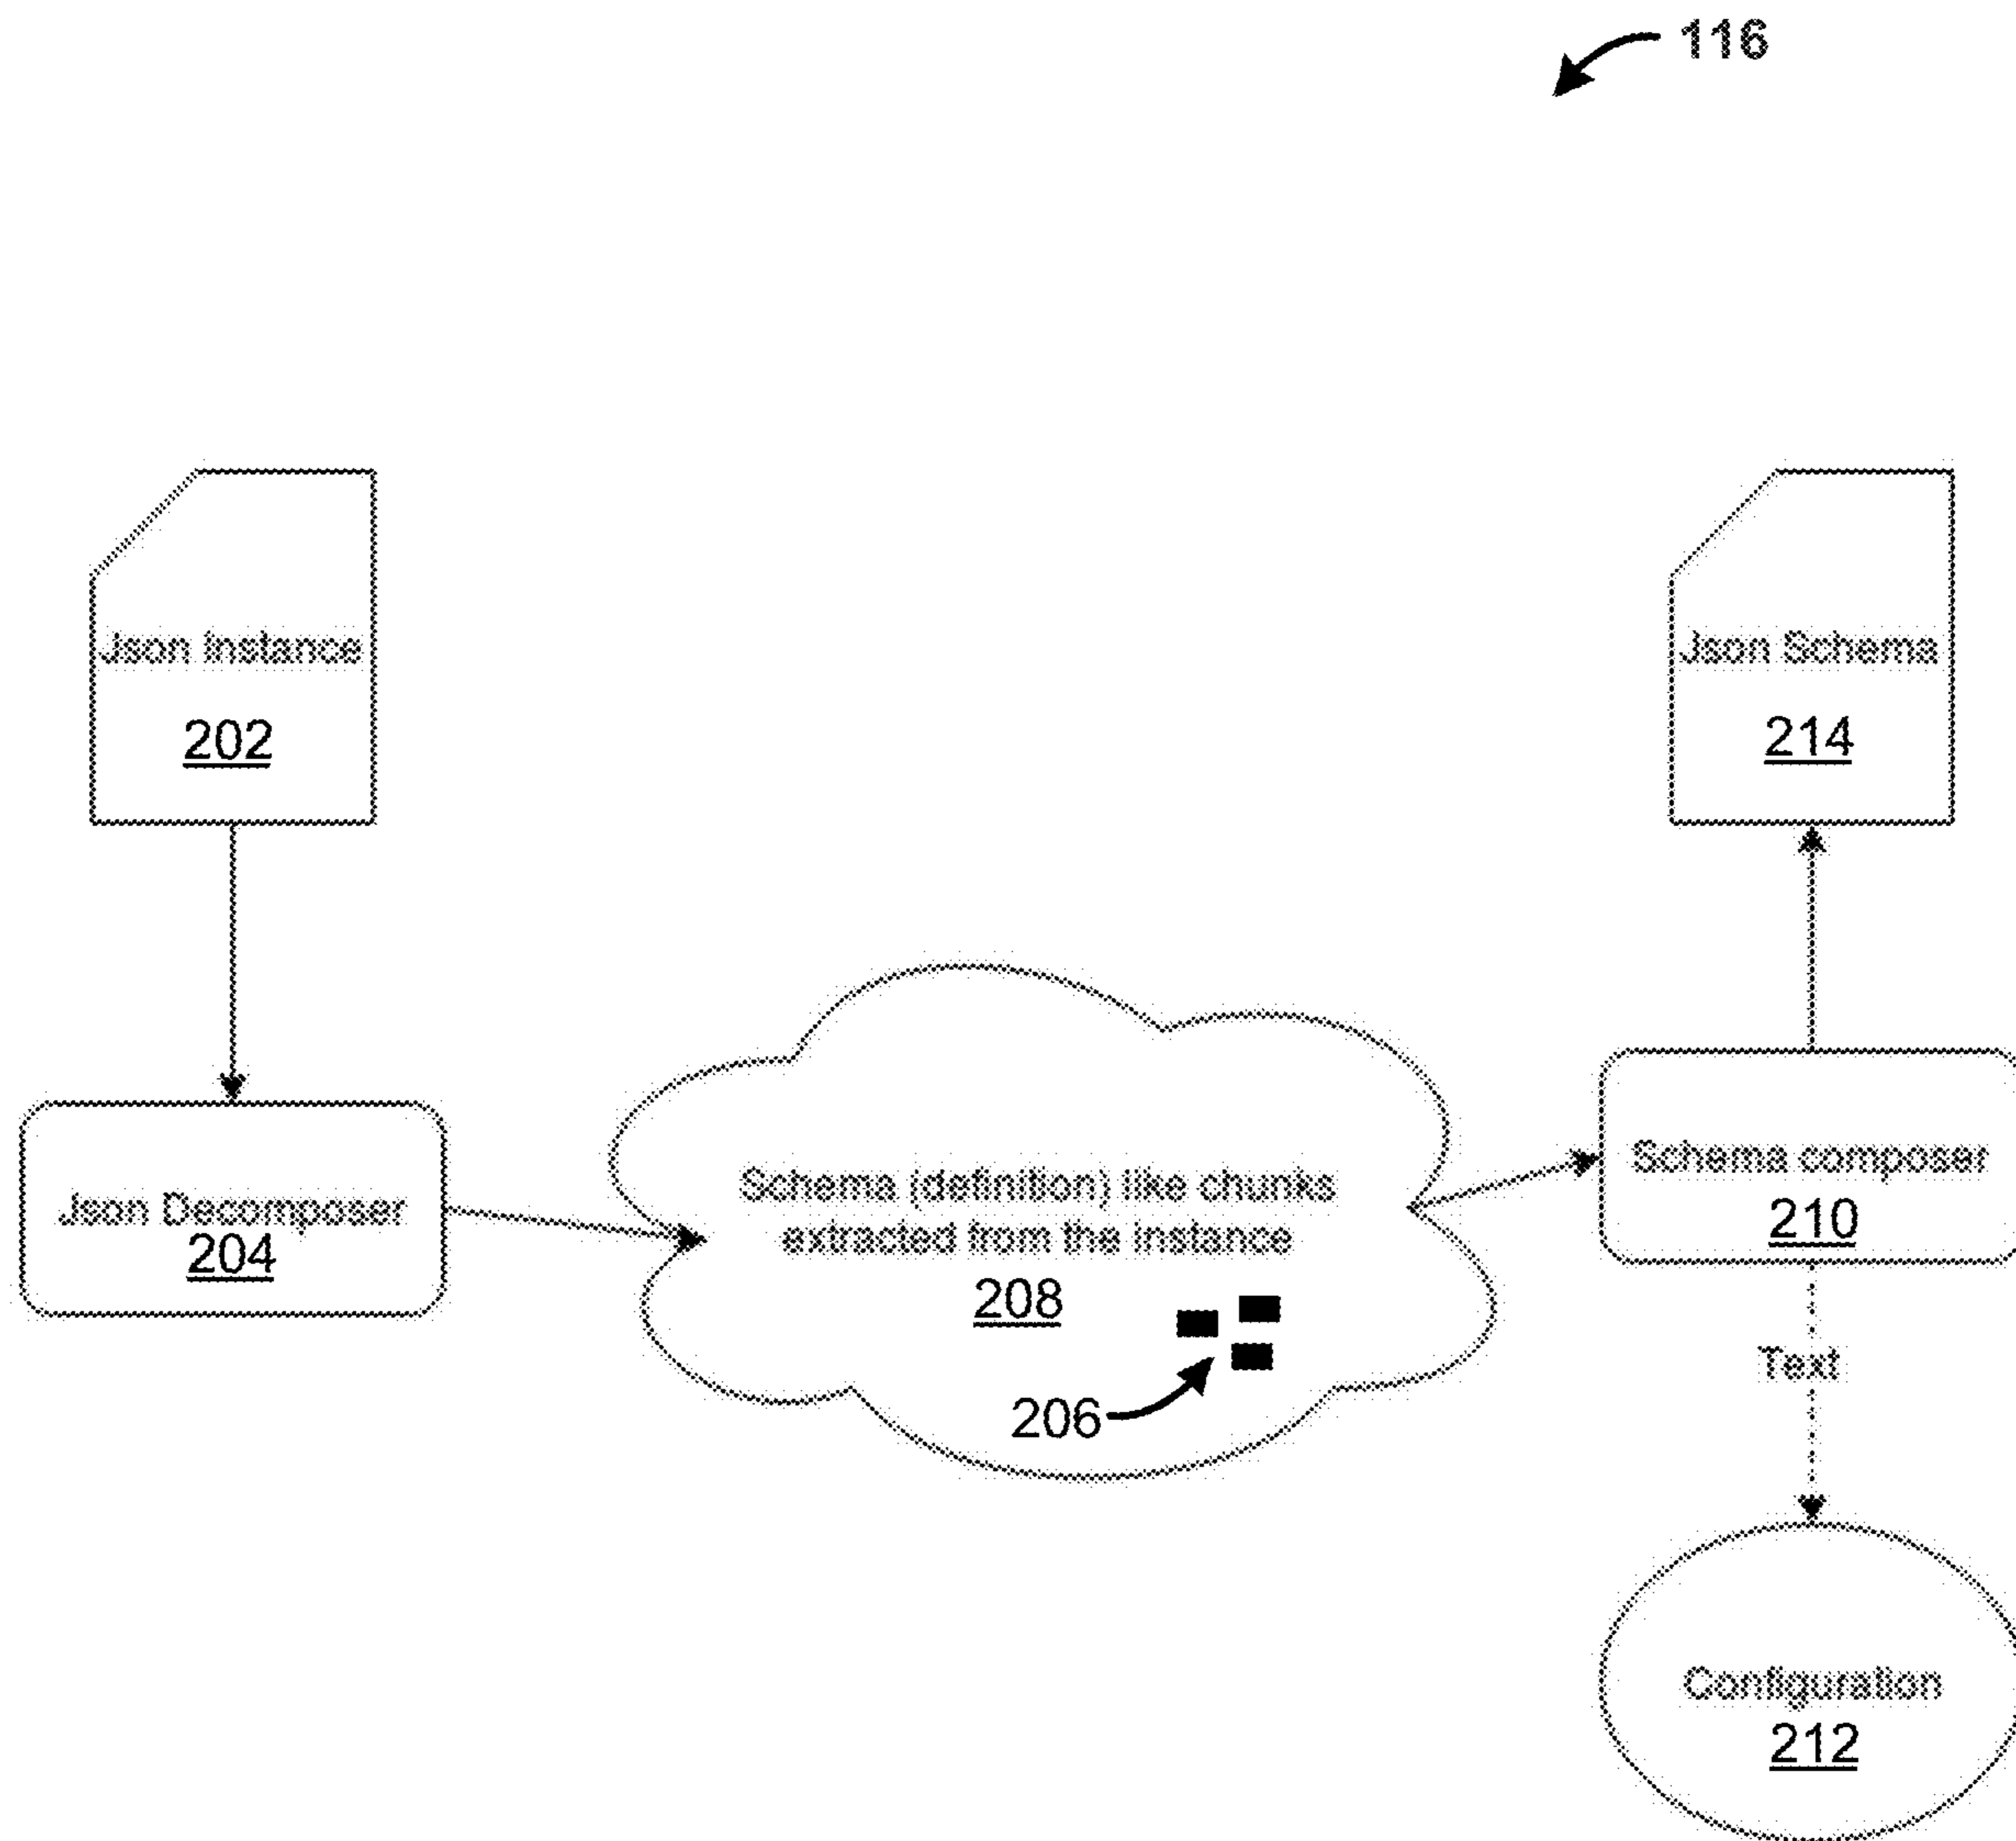 116
Json Instance
202
Json Schema
214
Json Decomposer
204
Schema (definition) like chunks
extracted from the instance
208
206
Schema composer
210
Text
Configuration
212